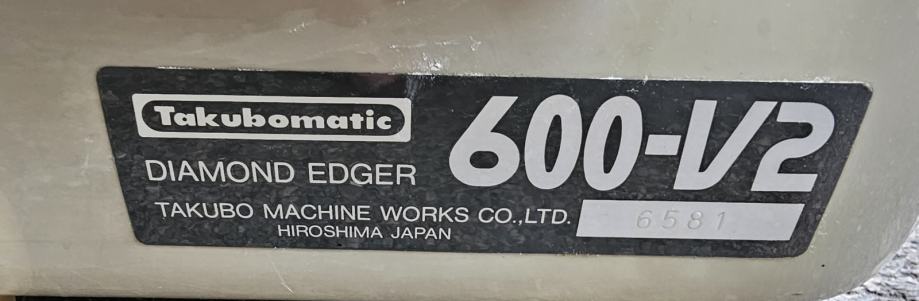 Takubomatic
600-V2
DIAMOND EDGER
TAKUBO MACHINE WORKS CO.,LTD.
6581
HIROSHIMA JAPAN